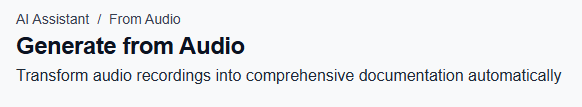 AI Assistant / From Audio
Generate from Audio
Transform audio recordings into comprehensive documentation automatically